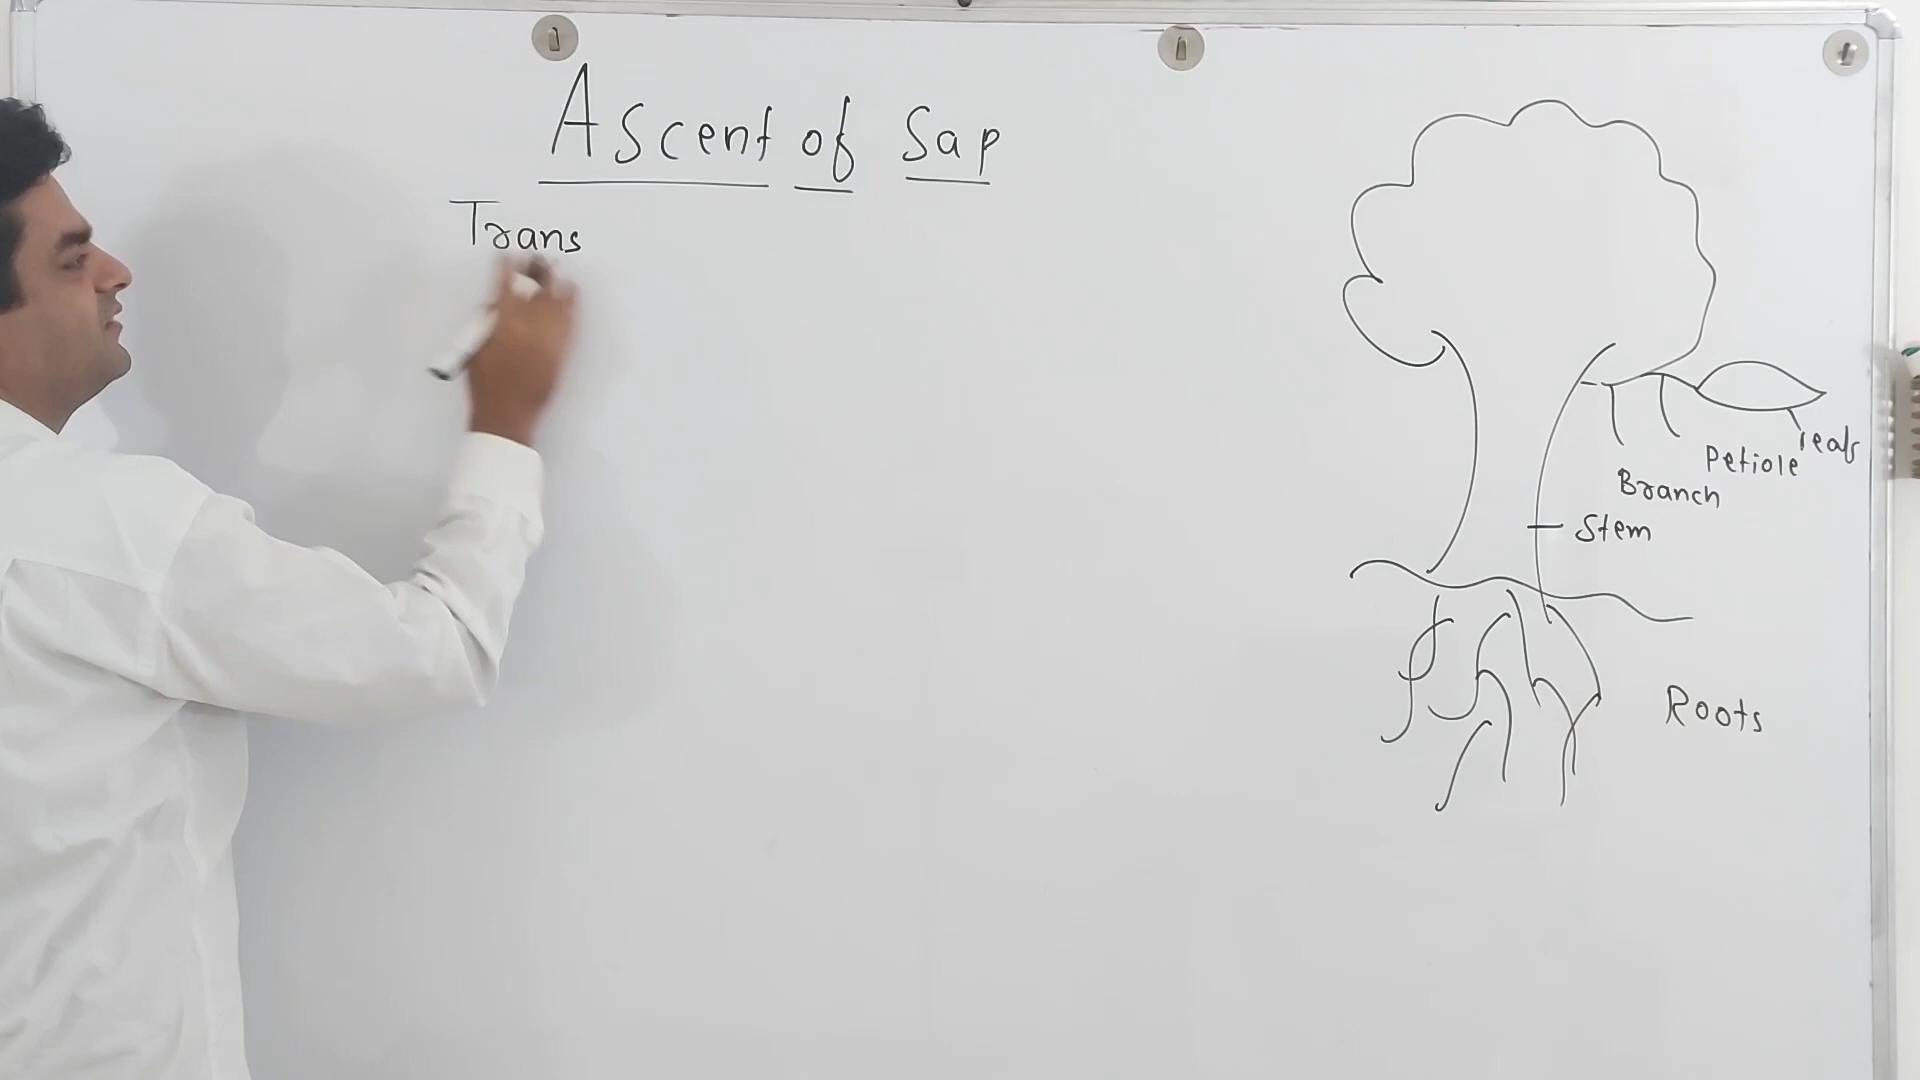 Ascent of Sap
Trans
leaf
Petiole
Branch
Stem
Roots